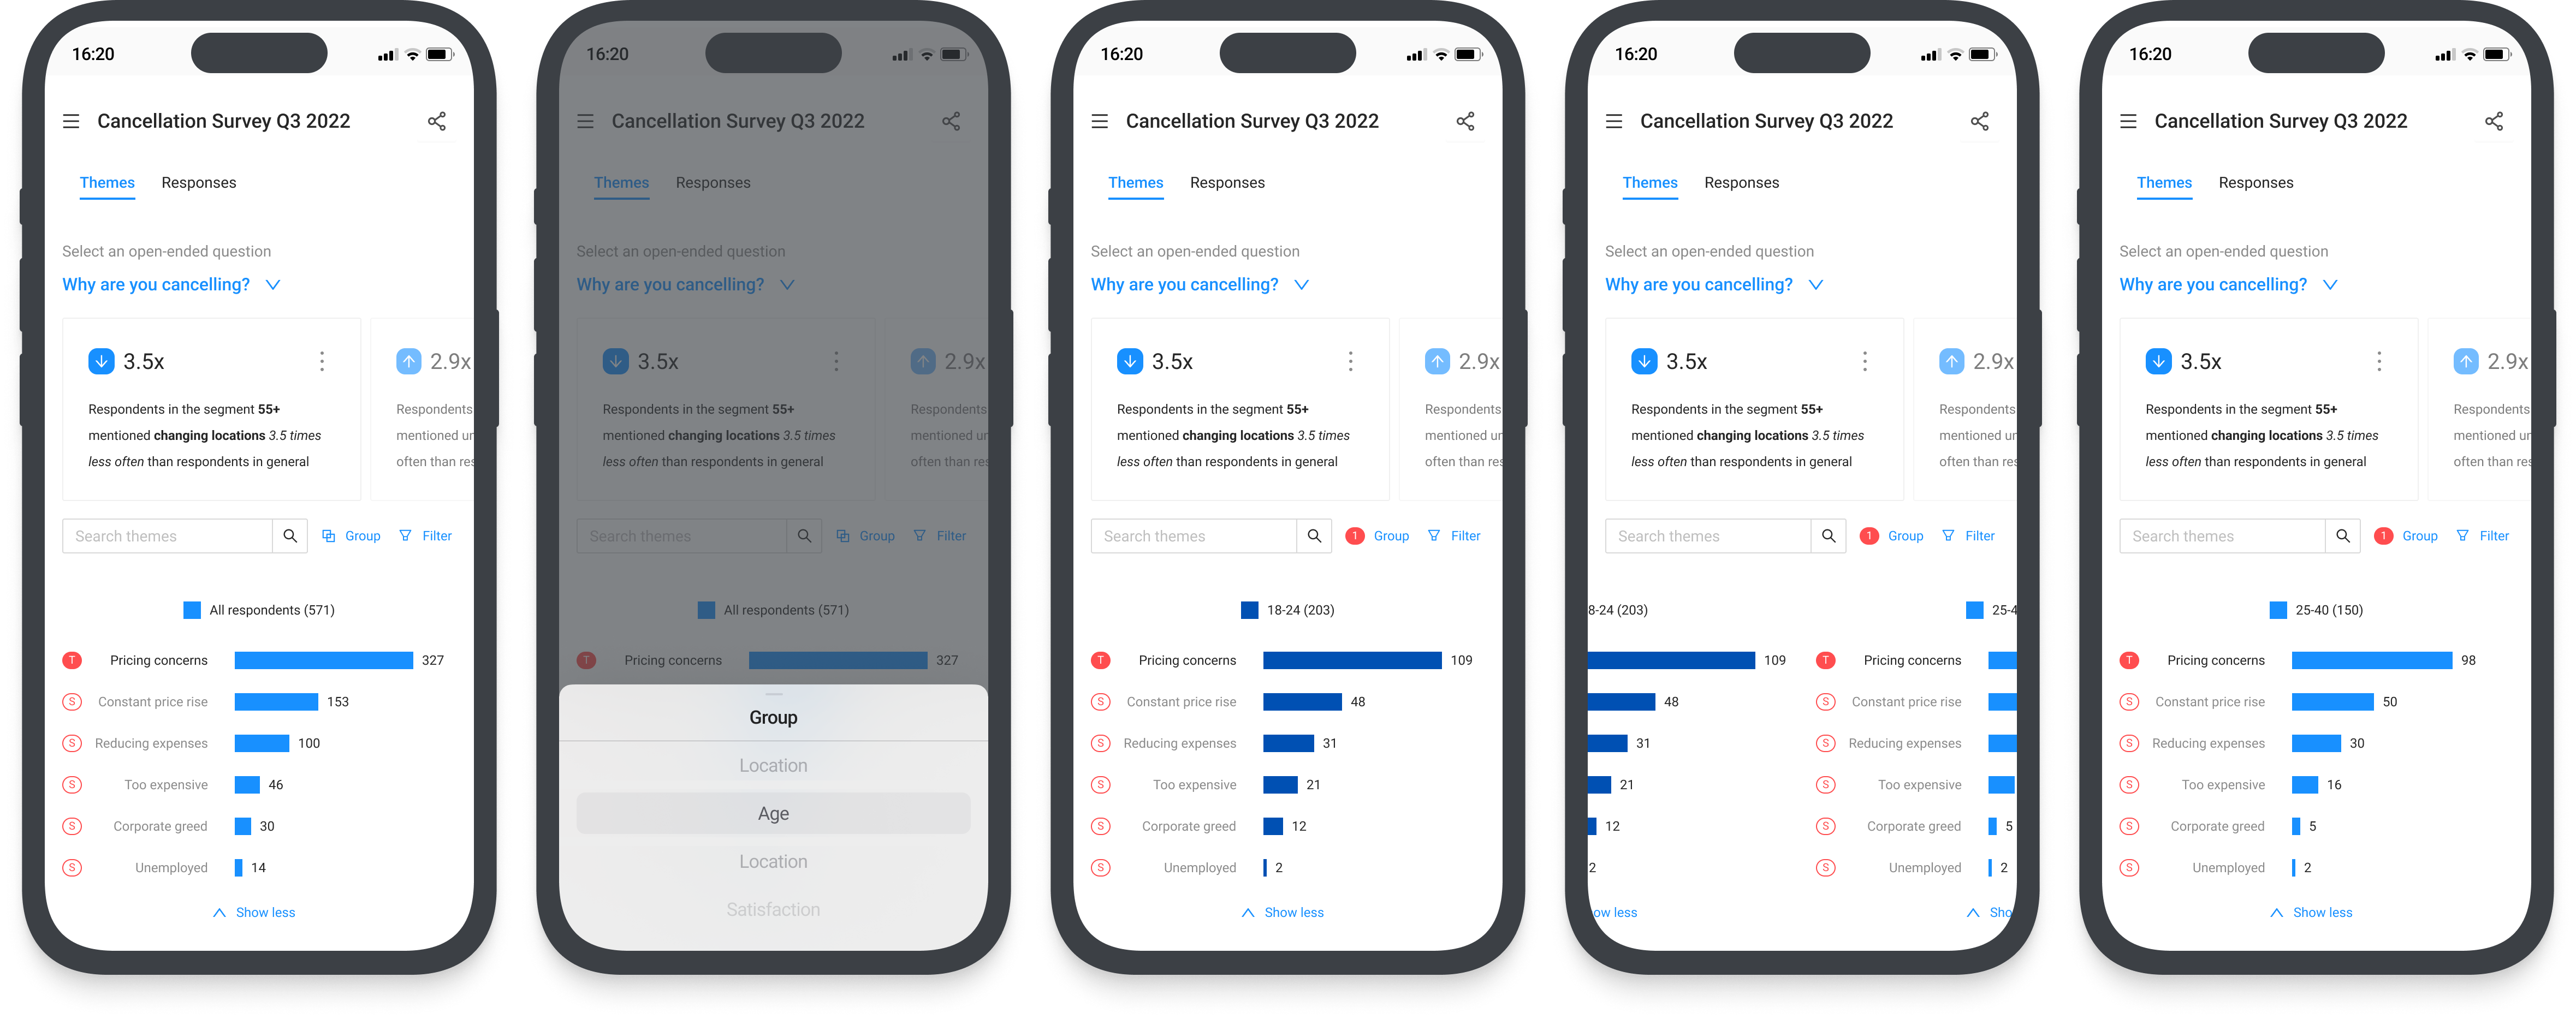 16:20
Cancellation Survey Q3 2022
Themes Responses
Select an open-ended question
Why are you cancelling?
3.5x
2.9x
Respondents in the segment 55+
mentioned changing locations 3.5 times
less often than respondents in general
Respondents
mentioned un
often than res
Search themes
Group Filter
All respondents (571)
T Pricing concerns 327
S Constant price rise 153
S Reducing expenses 100
S Too expensive 46
S Corporate greed 30
S Unemployed 14
Show less
16:20
Cancellation Survey Q3 2022
Themes Responses
Select an open-ended question
Why are you cancelling?
3.5x
2.9x
Respondents in the segment 55+
mentioned changing locations 3.5 times
less often than respondents in general
Respondents
mentioned ur
often than res
Search themes
Group Filter
All respondents (571)
T Pricing concerns 327
Group
Location
Age
Location
Satisfaction
16:20
Cancellation Survey Q3 2022
Themes Responses
Select an open-ended question
Why are you cancelling?
3.5x
2.9x
Respondents in the segment 55+
mentioned changing locations 3.5 times
less often than respondents in general
Respondents
mentioned ur
often than res
Search themes
1 Group Filter
18-24 (203)
T Pricing concerns 109
S Constant price rise 48
S Reducing expenses 31
S Too expensive 21
S Corporate greed 12
S Unemployed 2
Show less
16:20
Cancellation Survey Q3 2022
Themes Responses
Select an open-ended question
Why are you cancelling?
3.5x
2.9x
Respondents in the segment 55+
mentioned changing locations 3.5 times
less often than respondents in general
Respondents
mentioned ur
often than res
Search themes
1 Group Filter
8-24 (203) 25-4
109 T Pricing concerns
48 S Constant price rise
31 S Reducing expenses
21 S Too expensive
12 S Corporate greed 5
2 S Unemployed 2
ow less Sho
16:20
Cancellation Survey Q3 2022
Themes Responses
Select an open-ended question
Why are you cancelling?
3.5x
2.9x
Respondents in the segment 55+
mentioned changing locations 3.5 times
less often than respondents in general
Respondents
mentioned ur
often than res
Search themes
1 Group Filter
25-40 (150)
T Pricing concerns 98
S Constant price rise 50
S Reducing expenses 30
S Too expensive 16
S Corporate greed 5
S Unemployed 2
Show less